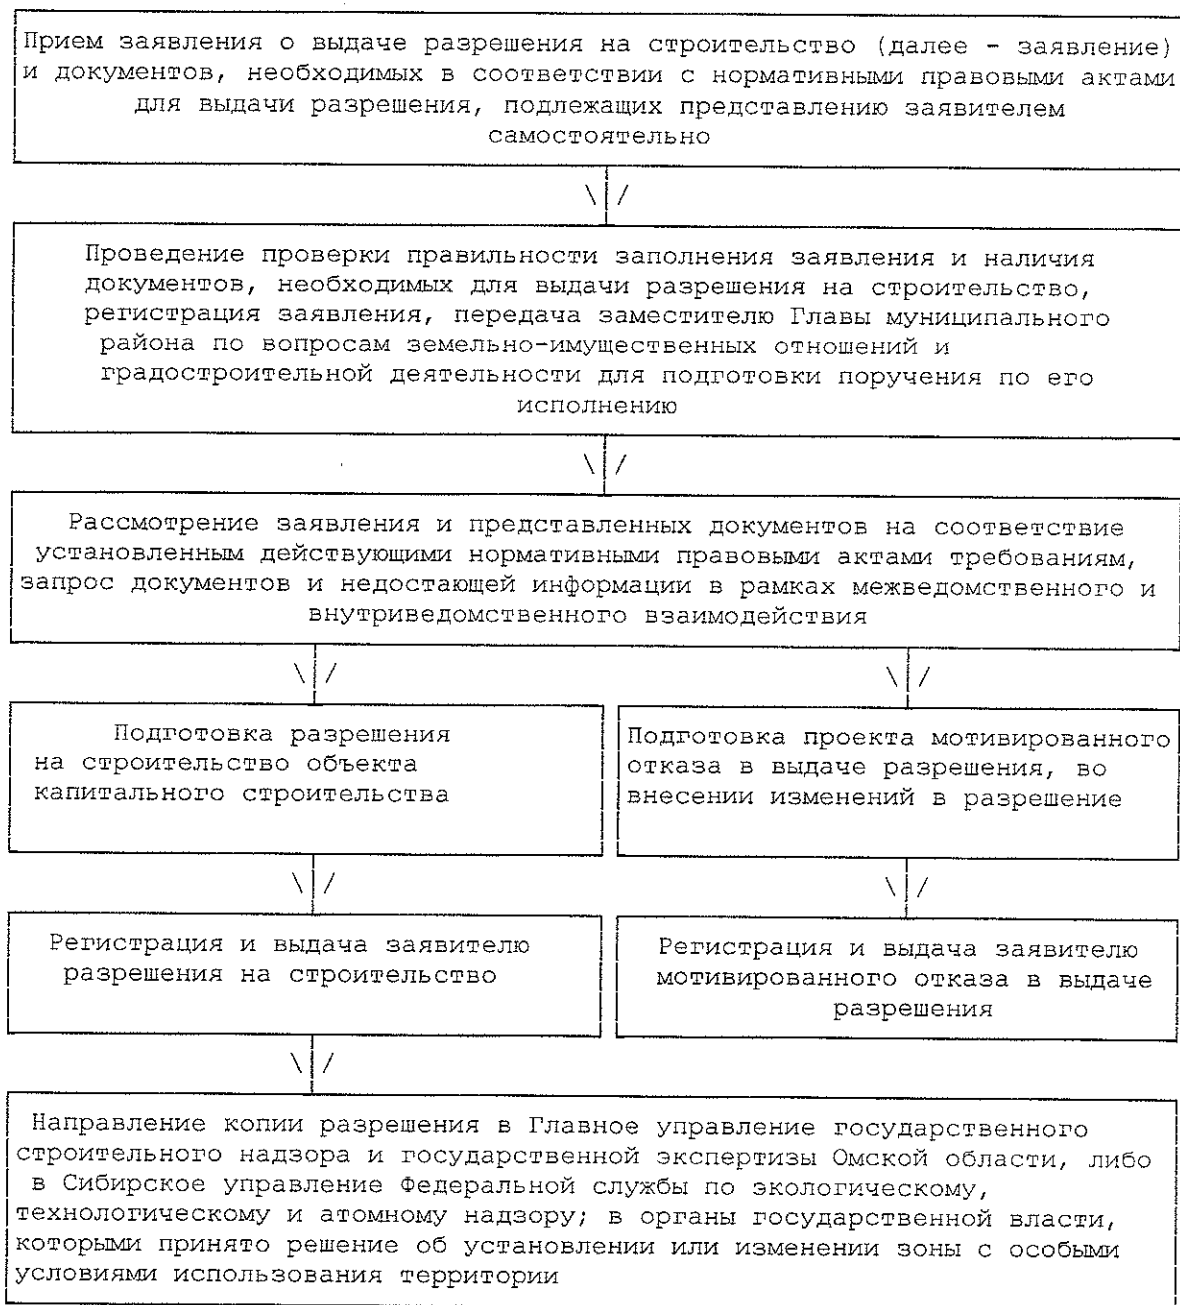 Прием заявления о выдаче разрешения на строительство (далее - заявление)
и документов, необходимых в соответствии с нормативными правовыми актами
для выдачи разрешения, подлежащих представлению заявителем
самостоятельно
Проведение проверки правильности заполнения заявления и наличия
документов, необходимых для выдачи разрешения на строительство,
регистрация заявления, передача заместителю Главы муниципального
района по вопросам земельно-имущественных отношений и
градостроительной деятельности для подготовки поручения по его
исполнению
Рассмотрение заявления и представленных документов на соответствие
установленным действующими нормативными правовыми актами требованиям,
запрос документов и недостающей информации в рамках межведомственного и
внутриведомственного взаимодействия
Подготовка разрешения
на строительство объекта
капитального строительства
Подготовка проекта мотивированного
отказа в выдаче разрешения, во
внесении изменений в разрешение
Регистрация и выдача заявителю
разрешения на строительство
Регистрация и выдача заявителю
мотивированного отказа в выдаче
разрешения
Направление копии разрешения в Главное управление государственного
строительного надзора и государственной экспертизы Омской области, либо
в Сибирское управление Федеральной службы по экологическому,
технологическому и атомному надзору; в органы государственной власти,
которыми принято решение об установлении или изменении зоны с особыми
условиями использования территории